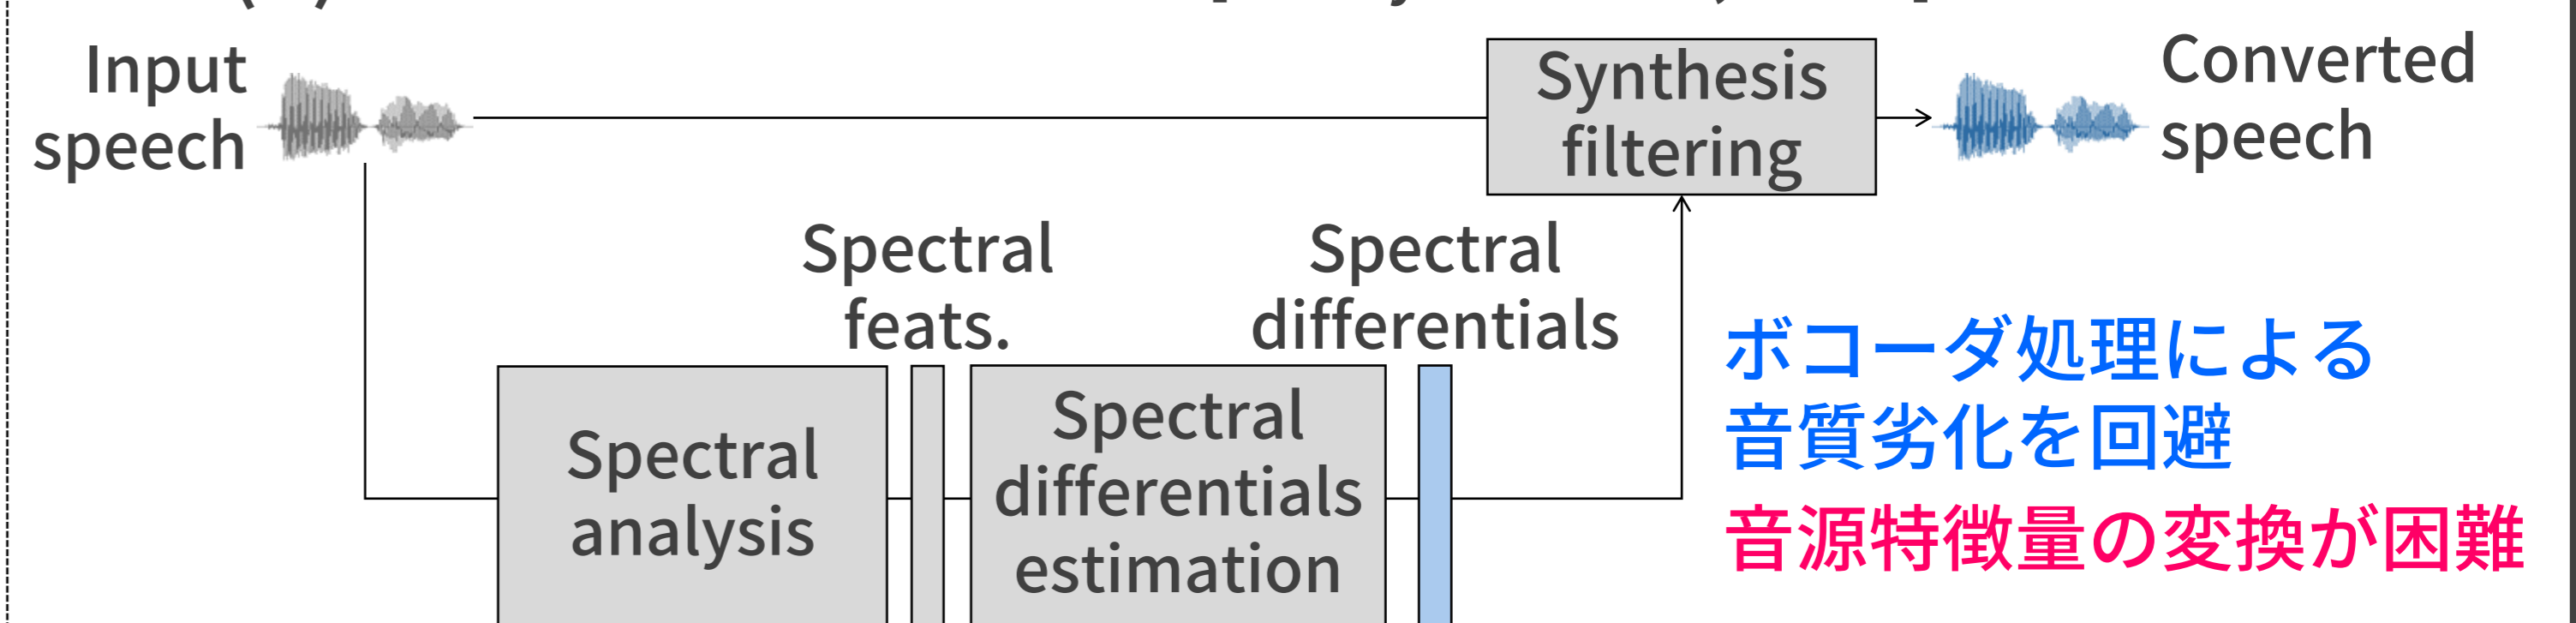 Input
speech
Synthesis
filtering
Converted
speech
Spectral
feats.
Spectral
differentials
Spectral
analysis
Spectral
differentials
estimation
ボコーダ処理による
音質劣化を回避
音源特徴量の変換が困難